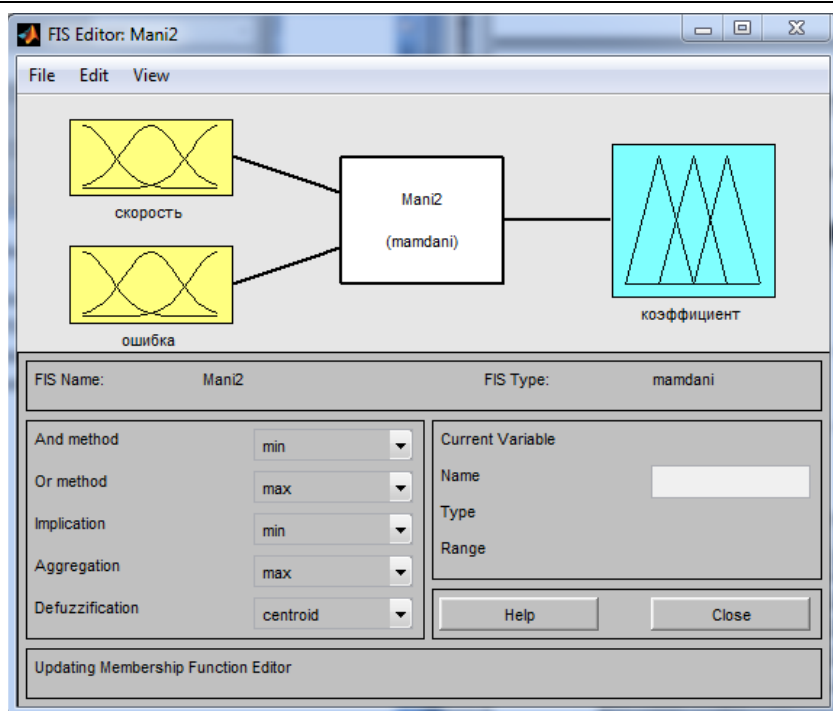 FIS Editor: Mani2
File Edit View
скорость
ошибка
Mani2
(mamdani)
коэффициент
FIS Name: Mani2 FIS Type: mamdani
And method min
Or method max
Implication min
Aggregation max
Defuzzification centroid
Current Variable
Name
Type
Range
Help Close
Updating Membership Function Editor